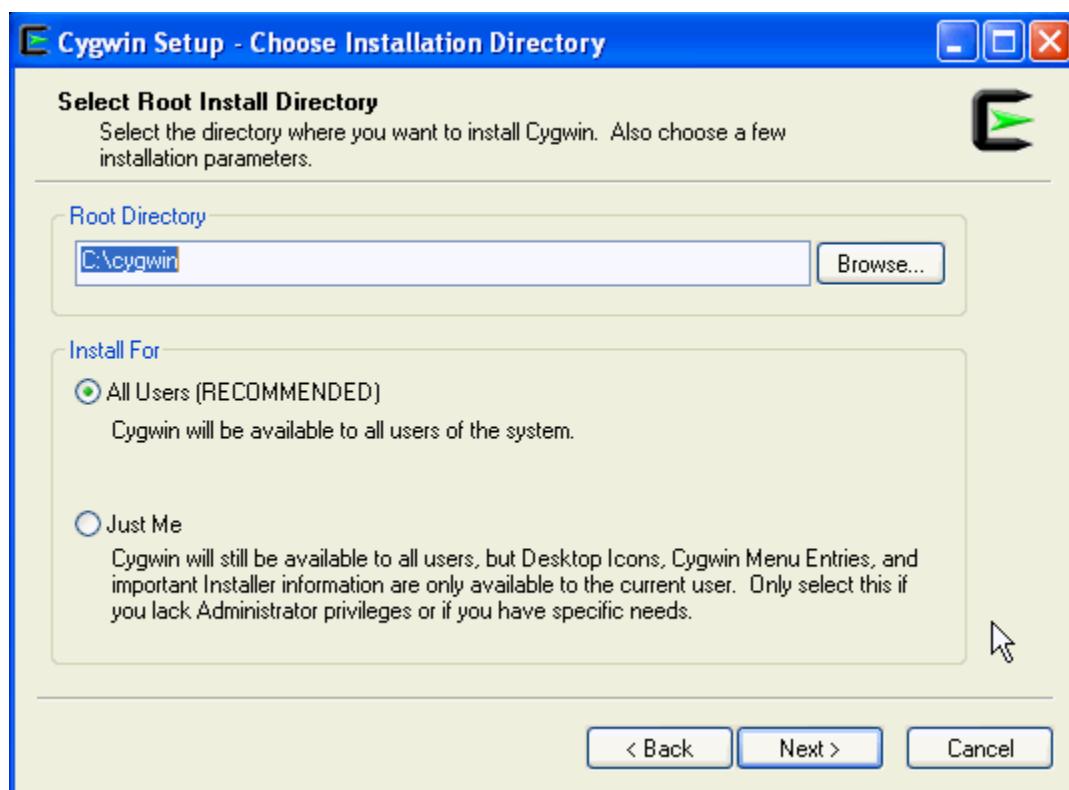 Cygwin Setup - Choose Installation Directory
Select Root Install Directory
Select the directory where you want to install Cygwin.  Also choose a few
installation parameters.
Root Directory
C:\cygwin
Browse...
Install For
All Users (RECOMMENDED)
Cygwin will be available to all users of the system.
Just Me
Cygwin will still be available to all users, but Desktop Icons, Cygwin Menu Entries, and
important Installer information are only available to the current user.  Only select this if
you lack Administrator privileges or if you have specific needs.
< Back
Next >
Cancel